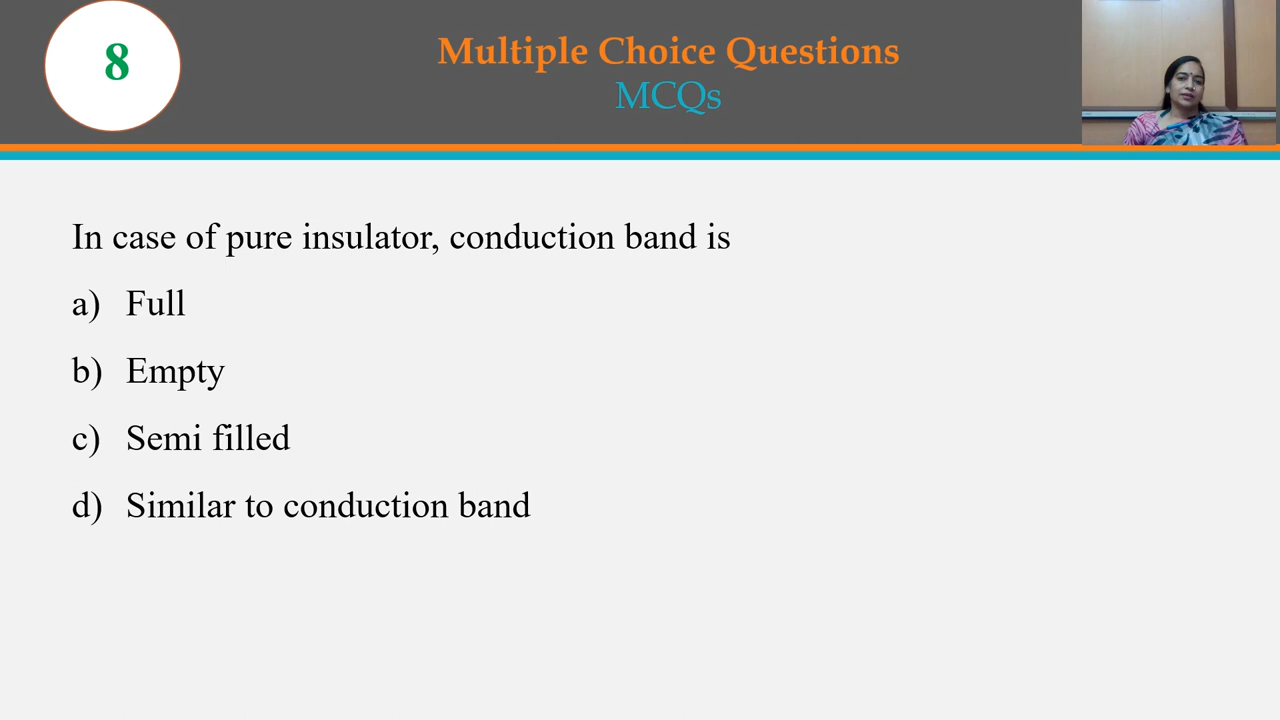 8
Multiple Choice Questions
MCQs
In case of pure insulator, conduction band is
a) Full
b) Empty
c) Semi filled
d) Similar to conduction band